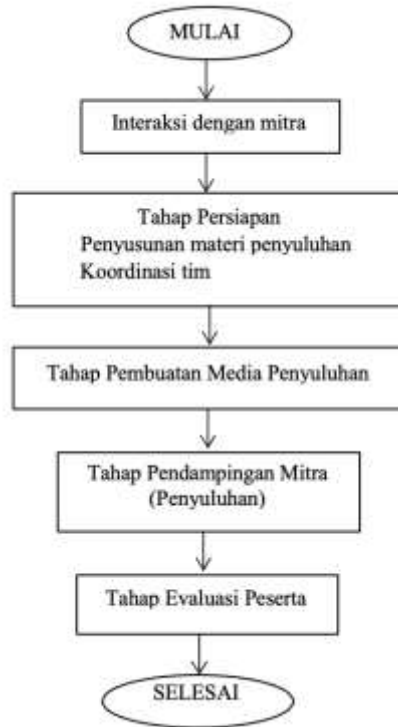 MULAI
Interaksi dengan mitra
Tahap Persiapan
Penyusunan materi penyuluhan
Koordinasi tim
Tahap Pembuatan Media Penyuluhan
Tahap Pendampingan Mitra
(Penyuluhan)
Tahap Evaluasi Peserta
SELESAI